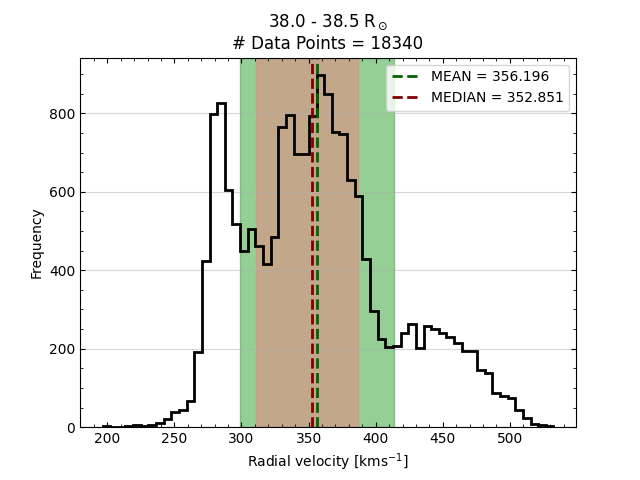 38.0 - 38.5 R⊙
# Data Points = 18340
MEAN = 356.196
MEDIAN = 352.851
Frequency
800
600
400
200
0
200 250 300 350 400 450 500
Radial velocity [kms⁻¹]